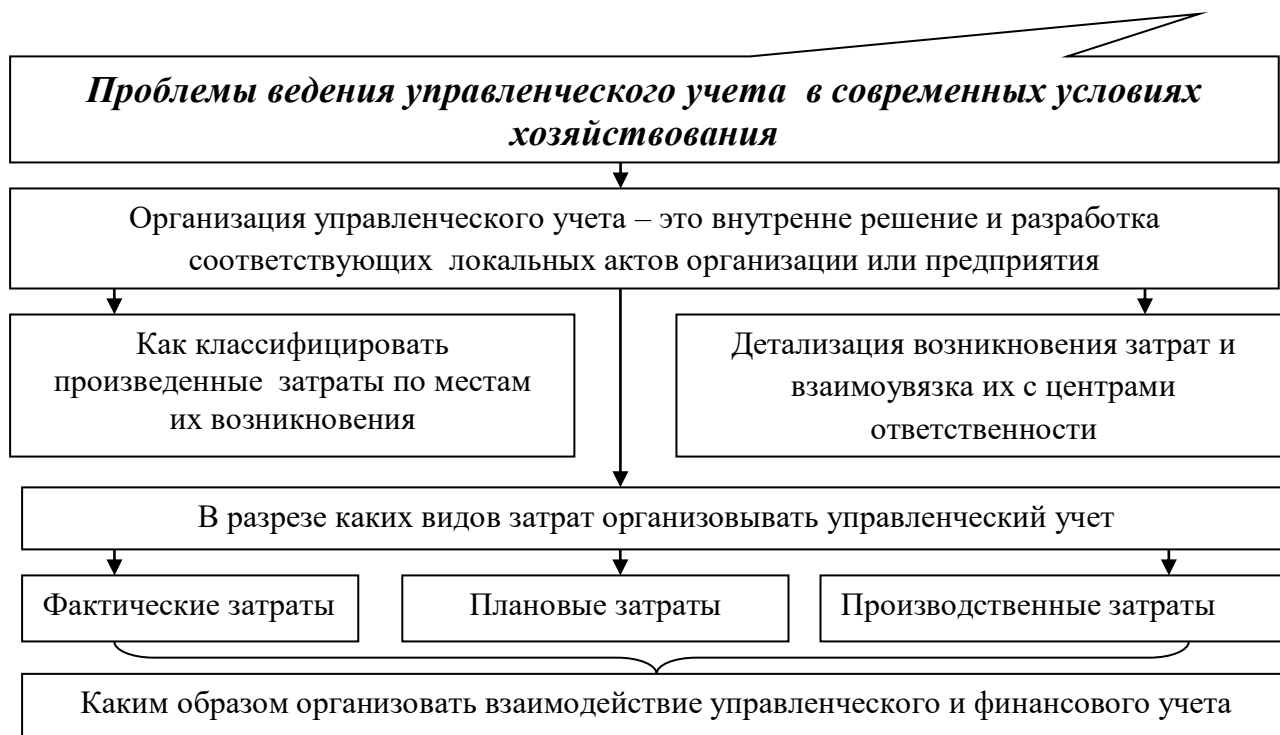 Проблемы ведения управленческого учета в современных условиях
хозяйствования
Организация управленческого учета – это внутренне решение и разработка
соответствующих локальных актов организации или предприятия
Как классифицировать
произведенные затраты по местам
их возникновения
Детализация возникновения затрат и
взаимоувязка их с центрами
ответственности
В разрезе каких видов затрат организовывать управленческий учет
Фактические затраты
Плановые затраты
Производственные затраты
Каким образом организовать взаимодействие управленческого и финансового учета